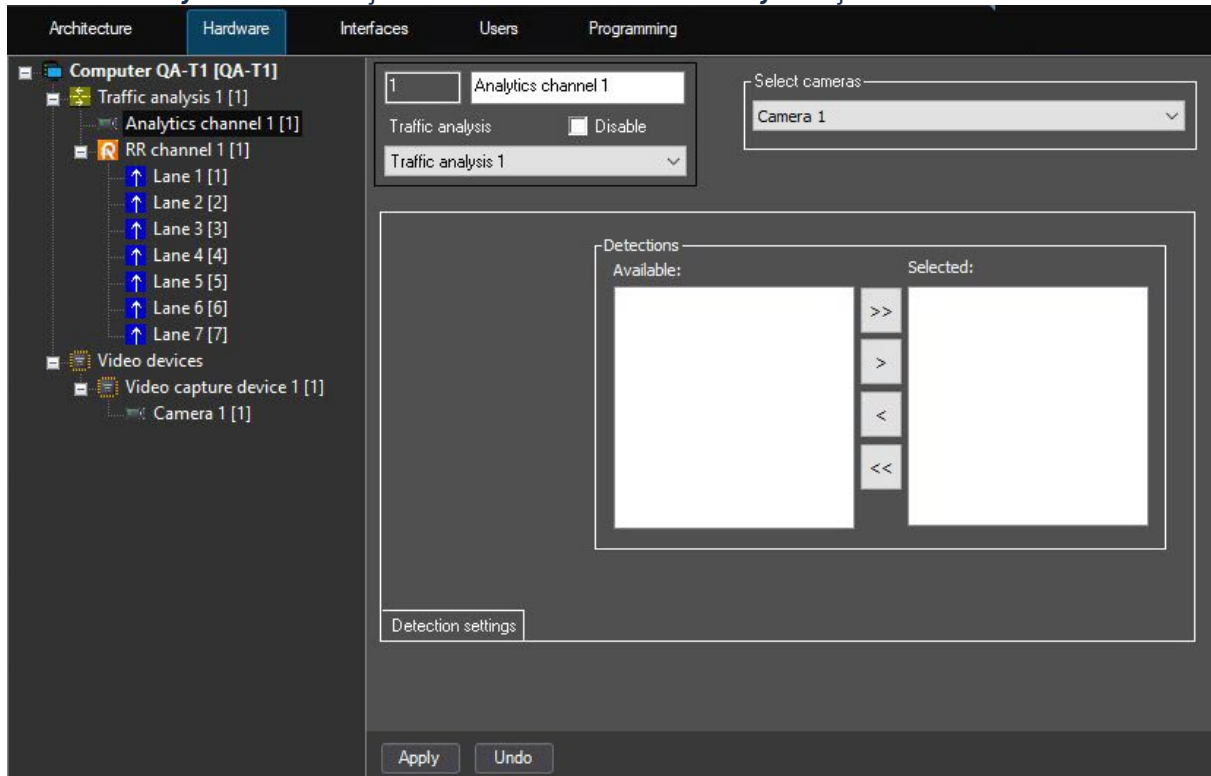 Architecture Hardware Interfaces Users Programming
Computer QA-T1 [QA-T1]
Traffic analysis 1 [1]
Analytics channel 1 [1]
RR channel 1 [1]
Lane 1 [1]
Lane 2 [2]
Lane 3 [3]
Lane 4 [4]
Lane 5 [5]
Lane 6 [6]
Lane 7 [7]
Video devices
Video capture device 1 [1]
Camera 1 [1]
1 Analytics channel 1
Traffic analysis Disable
Traffic analysis 1
Select cameras
Camera 1
Detections
Available: Selected:
>>
>
<
<<
Detection settings
Apply Undo